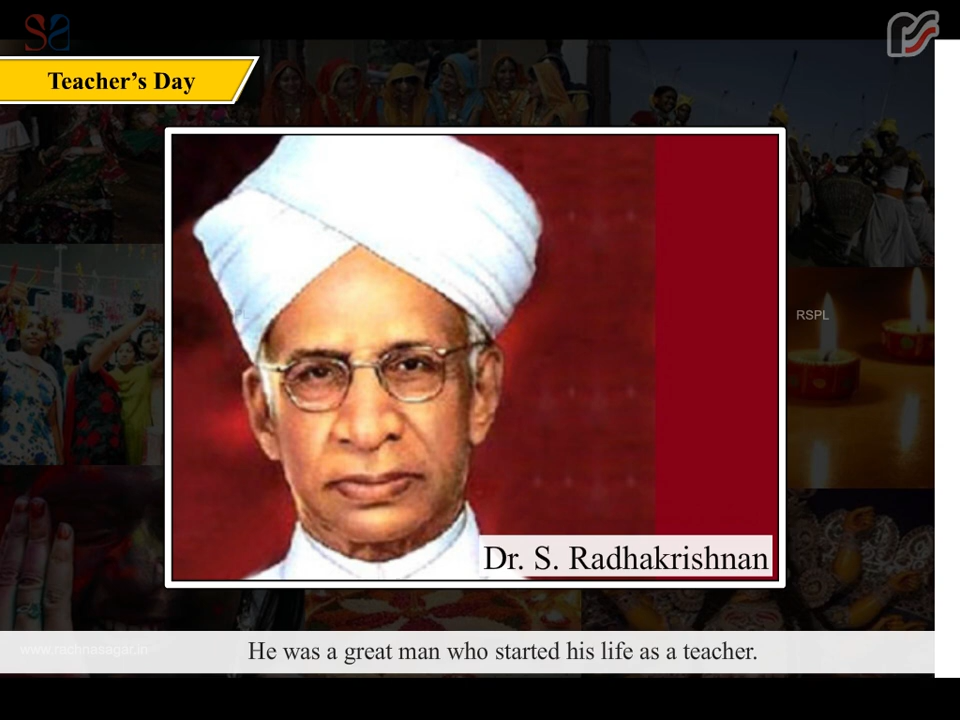 Teacher's Day
RSPL
Dr. S. Radhakrishnan
www.rachnasagar.in
He was a great man who started his life as a teacher.